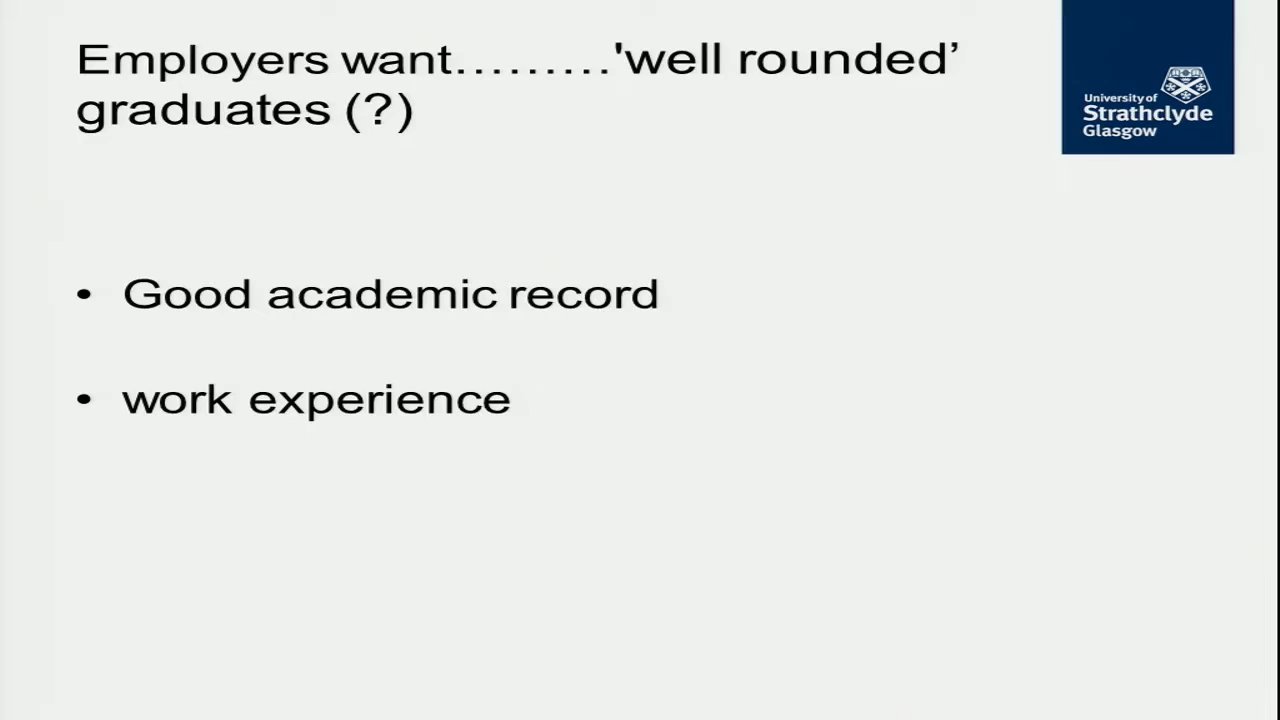 Employers want.........'well rounded’
graduates (?)
University of
Strathclyde
Glasgow
• Good academic record
• work experience